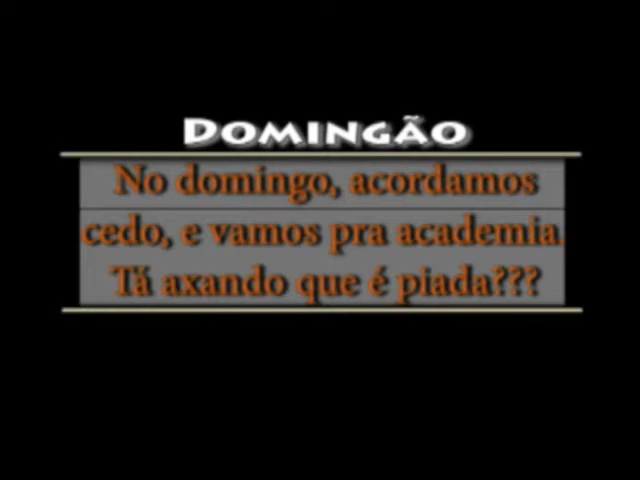 DOMINGÃO
No domingo, acordamos
cedo, e vamos pra academia.
Tá axando que é piada???